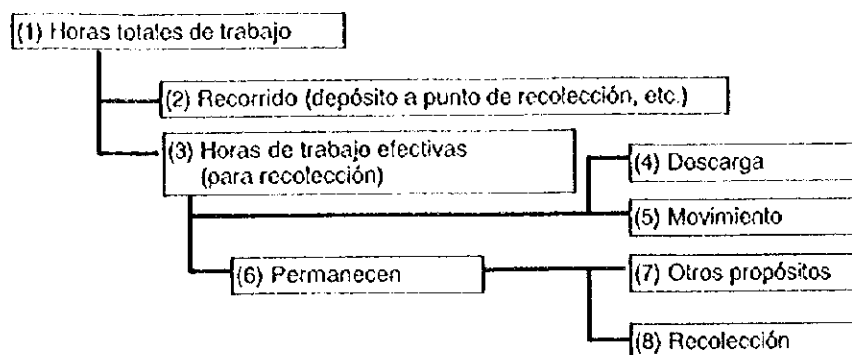 (1) Horas totales de trabajo
(2) Recorrido (depósito a punto de recolección, etc.)
(3) Horas de trabajo efectivas
(para recolección)
(4) Doscarga
(5) Movimiento
(6) Permanecen
(7) Otros propósitos
(8) Recolección